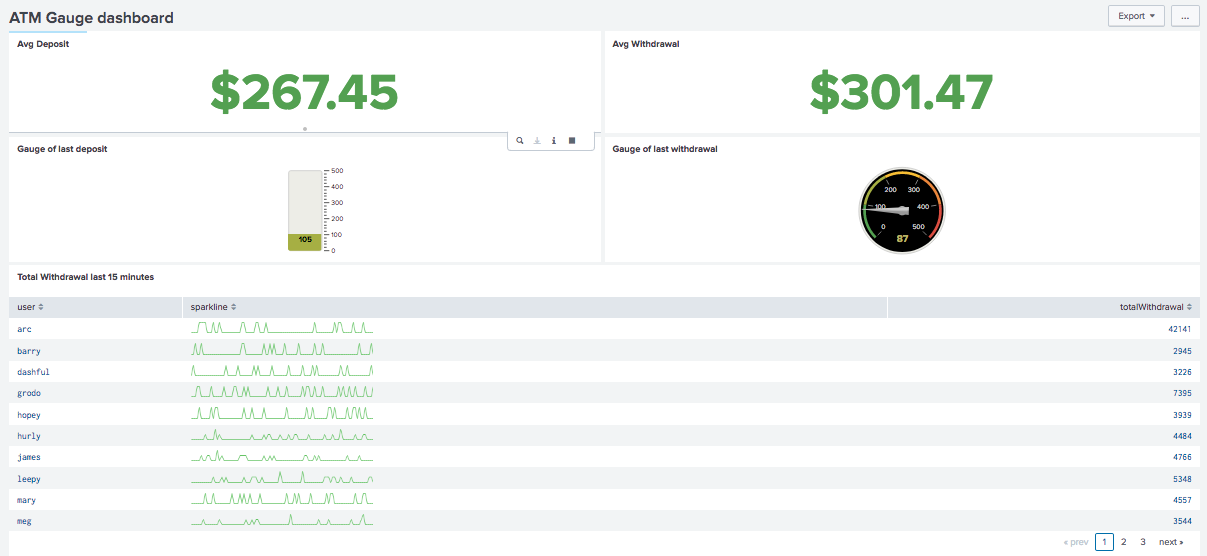 ATM Gauge dashboard
Export
...
Avg Deposit
Avg Withdrawal
$267.45
$301.47
Gauge of last deposit
Gauge of last withdrawal
500
400
300
200
100
0
105
200
300
100
400
0
500
87
Total Withdrawal last 15 minutes
user sparkline totalWithdrawal
arc 42141
barry 2945
dashful 3226
grodo 7395
hopey 3939
hurly 4484
james 4766
leepy 5348
mary 4557
meg 3544
« prev 1 2 3 next »